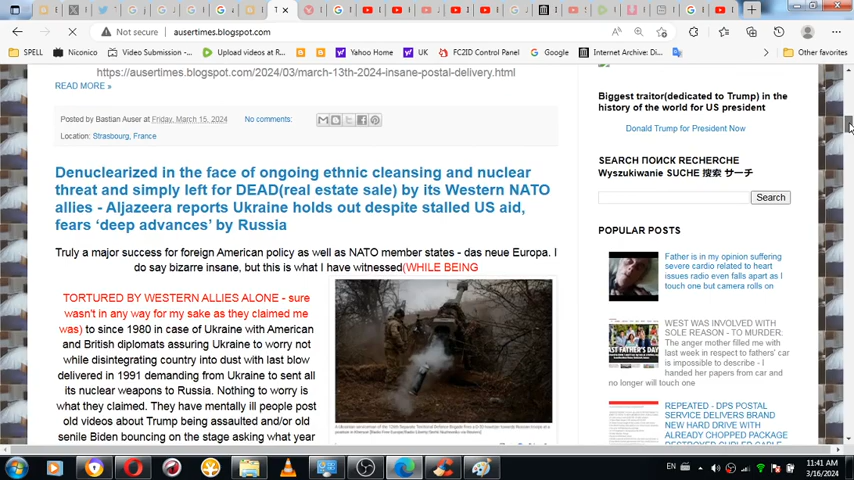 T
Not secure
ausertimes.blogspot.com
SPELL
Niconico
Video Submission -...
Upload videos at R...
Yahoo Home
UK
FC2ID Control Panel
Google
Internet Archive: Di...
Other favorites
https://ausertimes.blogspot.com/2024/03/march-13th-2024-insane-postal-delivery.html
READ MORE »
Posted by Bastian Auser at Friday, March 15, 2024
No comments:
Location: Strasbourg, France
Denuclearized in the face of ongoing ethnic cleansing and nuclear
threat and simply left for DEAD(real estate sale) by its Western NATO
allies - Aljazeera reports Ukraine holds out despite stalled US aid,
fears ‘deep advances’ by Russia
Truly a major success for foreign American policy as well as NATO member states - das neue Europa. I
do say bizarre insane, but this is what I have witnessed(WHILE BEING
TORTURED BY WESTERN ALLIES ALONE - sure
wasn't in any way for my sake as they claimed me
was) to since 1980 in case of Ukraine with American
and British diplomats assuring Ukraine to worry not
while disintegrating country into dust with last blow
delivered in 1991 demanding from Ukraine to sent all
its nuclear weapons to Russia. Nothing to worry is
what they claimed. They have mentally ill people post
old videos about Trump being assaulted and/or old
senile Biden bouncing on the stage asking what year
Biggest traitor(dedicated to Trump) in the
history of the world for US president
Donald Trump for President Now
SEARCH ПОИСК RECHERCHE
Wyszukiwanie SUCHE 搜索 サーチ
Search
POPULAR POSTS
Father is in my opinion suffering
severe cardio related to heart
issues radio even falls apart as I
touch one but camera rolls on
WEST WAS INVOLVED WITH
SOLE REASON - TO MURDER:
The anger mother filled me with
last week in respect to fathers' car
is impossible to describe - I
handed her papers from car and
no longer will touch one
REPEATED - DPS POSTAL
SERVICE DELIVERS BRAND
NEW HARD DRIVE WITH
ALREADY CHOPPED PACKAGE
EN
11:41 AM
3/16/2024